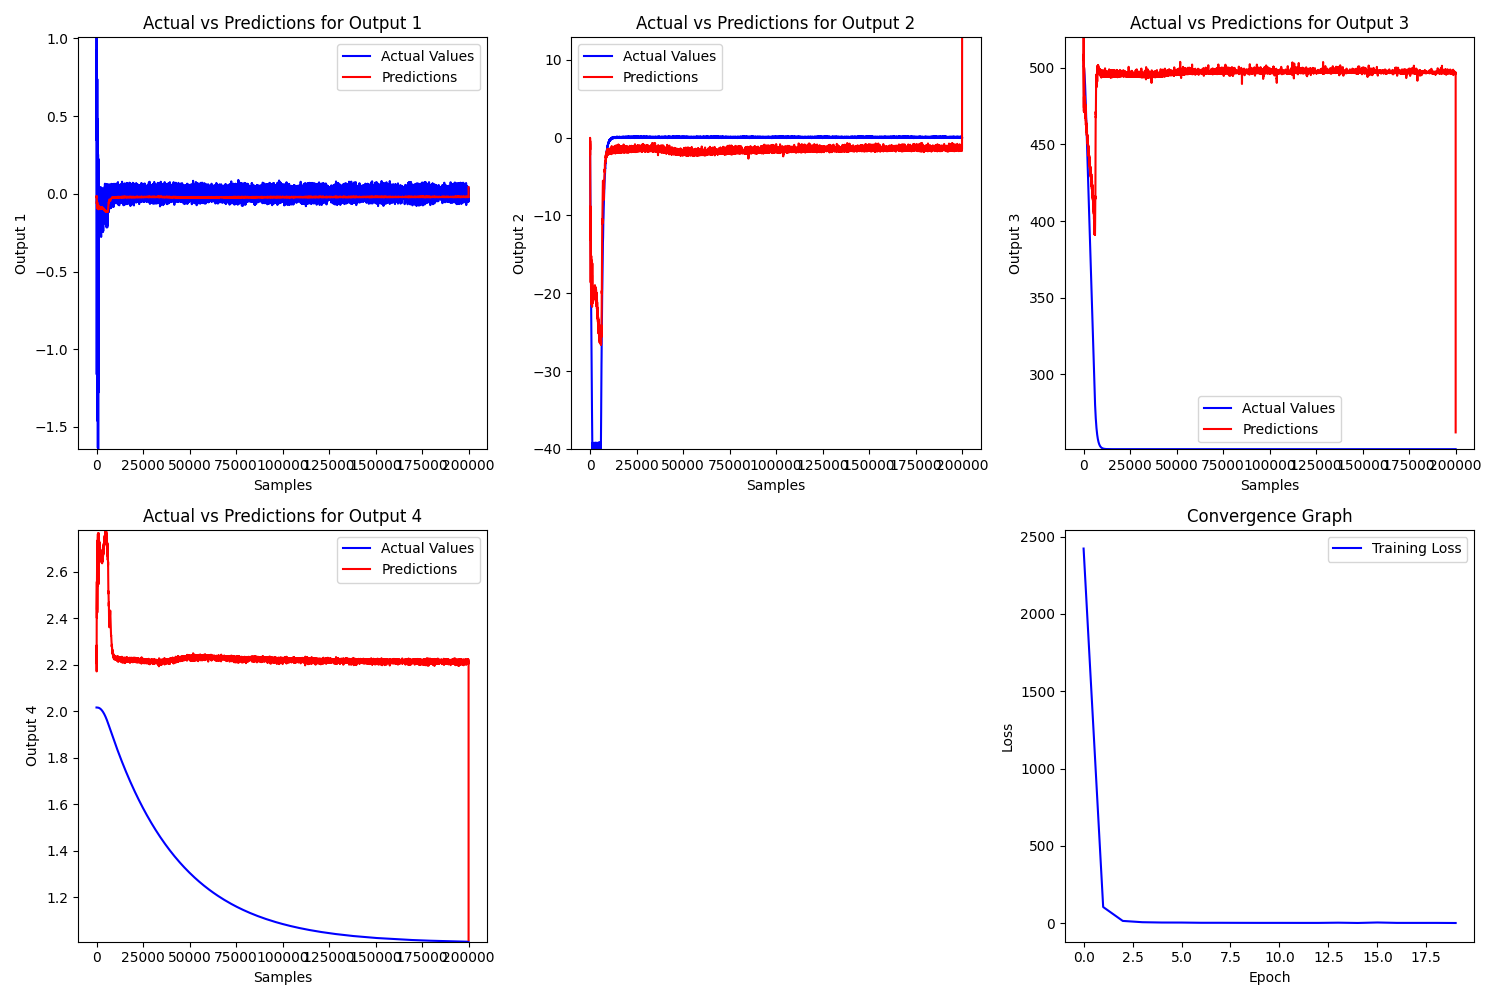 Actual vs Predictions for Output 1
1.0
0.5
0.0
−0.5
−1.0
−1.5
Output 1
Actual Values
Predictions
0 25000 50000 75000 100000 125000 150000 175000 200000
Samples
Actual vs Predictions for Output 2
10
0
−10
−20
−30
−40
Output 2
Actual Values
Predictions
0 25000 50000 75000 100000 125000 150000 175000 200000
Samples
Actual vs Predictions for Output 3
500
450
400
350
300
Output 3
Actual Values
Predictions
0 25000 50000 75000 100000 125000 150000 175000 200000
Samples
Actual vs Predictions for Output 4
2.6
2.4
2.2
2.0
1.8
1.6
1.4
1.2
Output 4
Actual Values
Predictions
0 25000 50000 75000 100000 125000 150000 175000 200000
Samples
Convergence Graph
2500
2000
1500
1000
500
0
Loss
Training Loss
0.0 2.5 5.0 7.5 10.0 12.5 15.0 17.5
Epoch